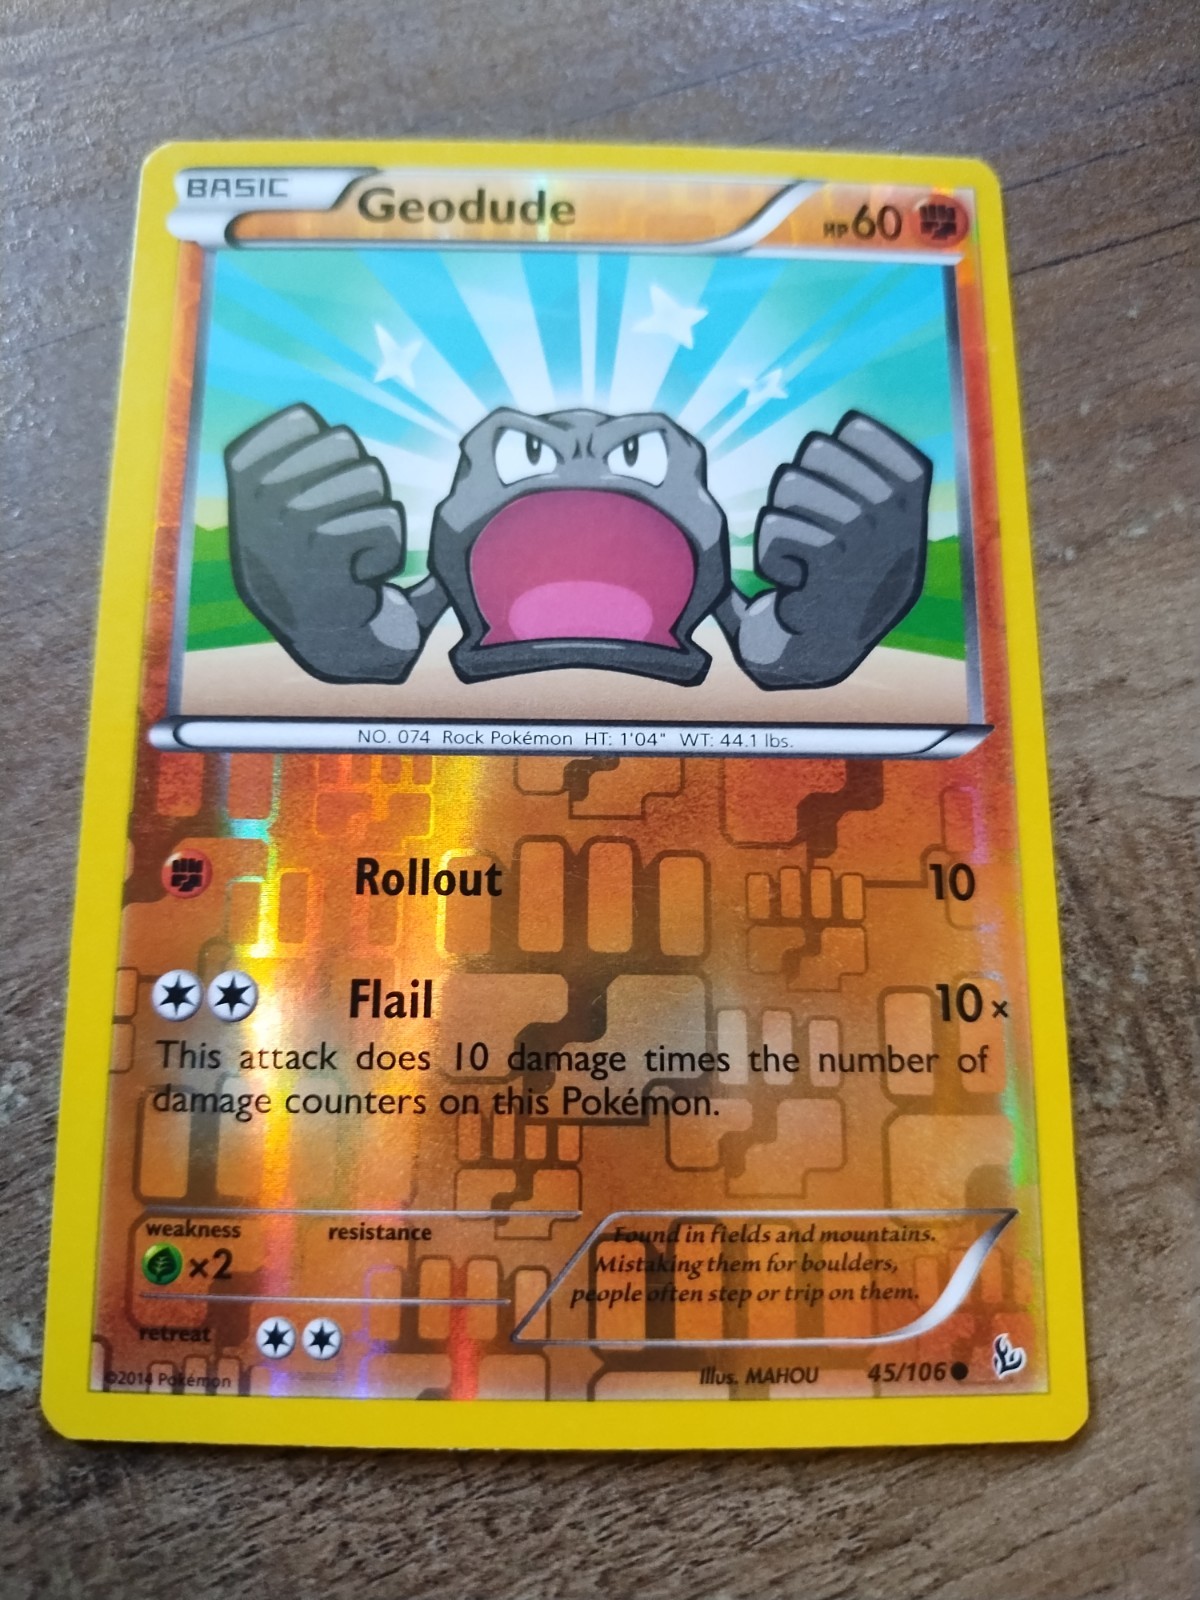 BASIC Geodude HP 60
NO. 074 Rock Pokémon HT: 1'04" WT: 44.1 lbs.
Rollout 10
Flail 10×
This attack does 10 damage times the number of
damage counters on this Pokémon.
weakness resistance
×2
retreat
Found in fields and mountains.
Mistaking them for boulders,
people often step or trip on them.
©2014 Pokémon Illus. MAHOU 45/106